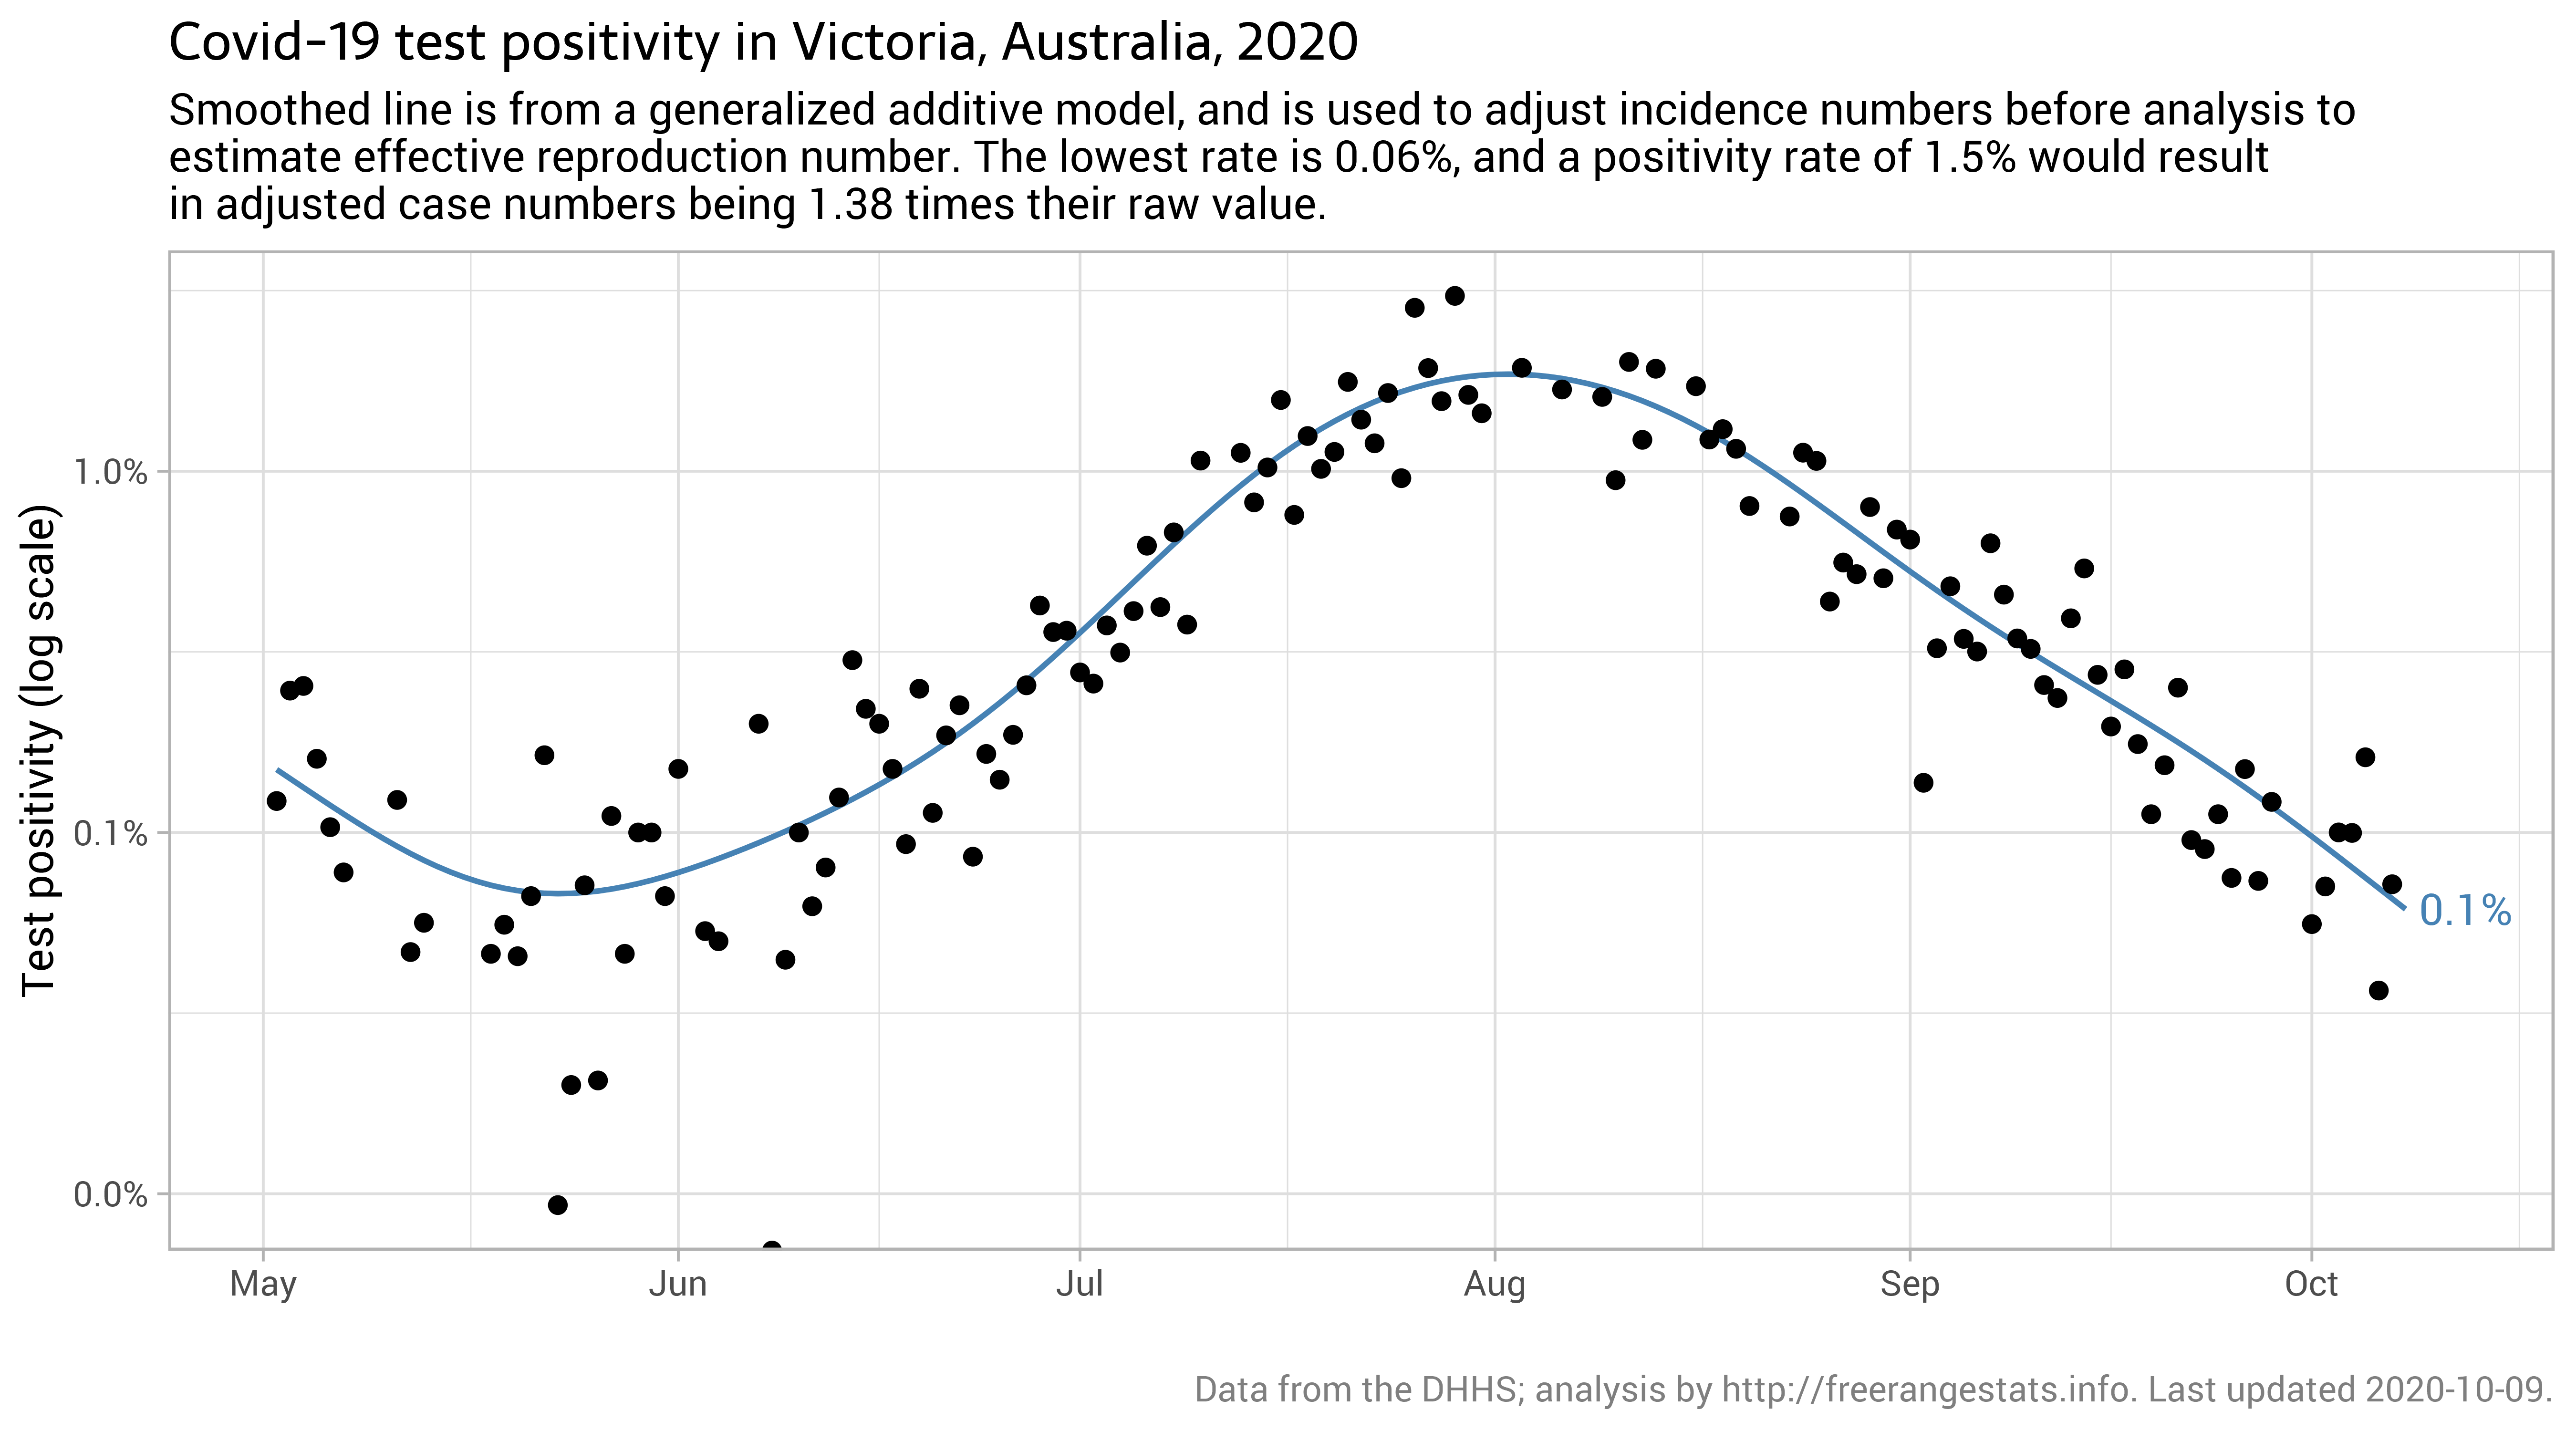 Covid-19 test positivity in Victoria, Australia, 2020
Smoothed line is from a generalized additive model, and is used to adjust incidence numbers before analysis to
estimate effective reproduction number. The lowest rate is 0.06%, and a positivity rate of 1.5% would result
in adjusted case numbers being 1.38 times their raw value.
Test positivity (log scale)
1.0%
0.1%
0.0%
0.1%
May Jun Jul Aug Sep Oct
Data from the DHHS; analysis by http://freerangestats.info. Last updated 2020-10-09.